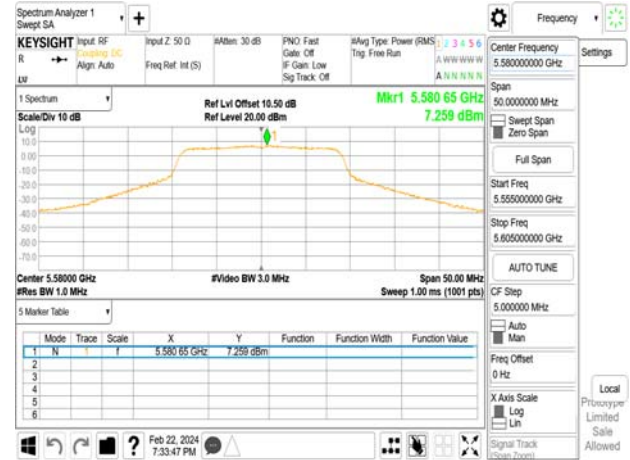 Spectrum Analyzer 1
Swept SA
Frequency
KEYSIGHT
R
Input: RF
Coupling: DC
Align: Auto
Input Z: 50 Ω
Freq Ref: Int (S)
#Atten: 30 dB
PNO: Fast
Gate: Off
IF Gain: Low
Sig Track: Off
#Avg Type: Power (RMS
Trig: Free Run
1 2 3 4 5 6
A W W W W W
A N N N N N
Center Frequency
5.580000000 GHz
Settings
Span
50.0000000 MHz
Swept Span
Zero Span
Full Span
Start Freq
5.555000000 GHz
Stop Freq
5.605000000 GHz
AUTO TUNE
CF Step
5.000000 MHz
Auto
Man
Freq Offset
0 Hz
X Axis Scale
Log
Lin
Signal Track
(Span Zoom)
Local
Prototype
Limited
Sale
Allowed
1 Spectrum
Scale/Div 10 dB
Ref Lvl Offset 10.50 dB
Ref Level 20.00 dBm
Mkr1 5.580 65 GHz
7.259 dBm
Log
10.0
0.00
-10.0
-20.0
-30.0
-40.0
-50.0
-60.0
-70.0
1
Center 5.58000 GHz
#Res BW 1.0 MHz
#Video BW 3.0 MHz
Span 50.00 MHz
Sweep 1.00 ms (1001 pts)
5 Marker Table
Mode Trace Scale X Y Function Function Width Function Value
1 N 1 f 5.580 65 GHz 7.259 dBm
2
3
4
5
6
Feb 22, 2024
7:33:47 PM